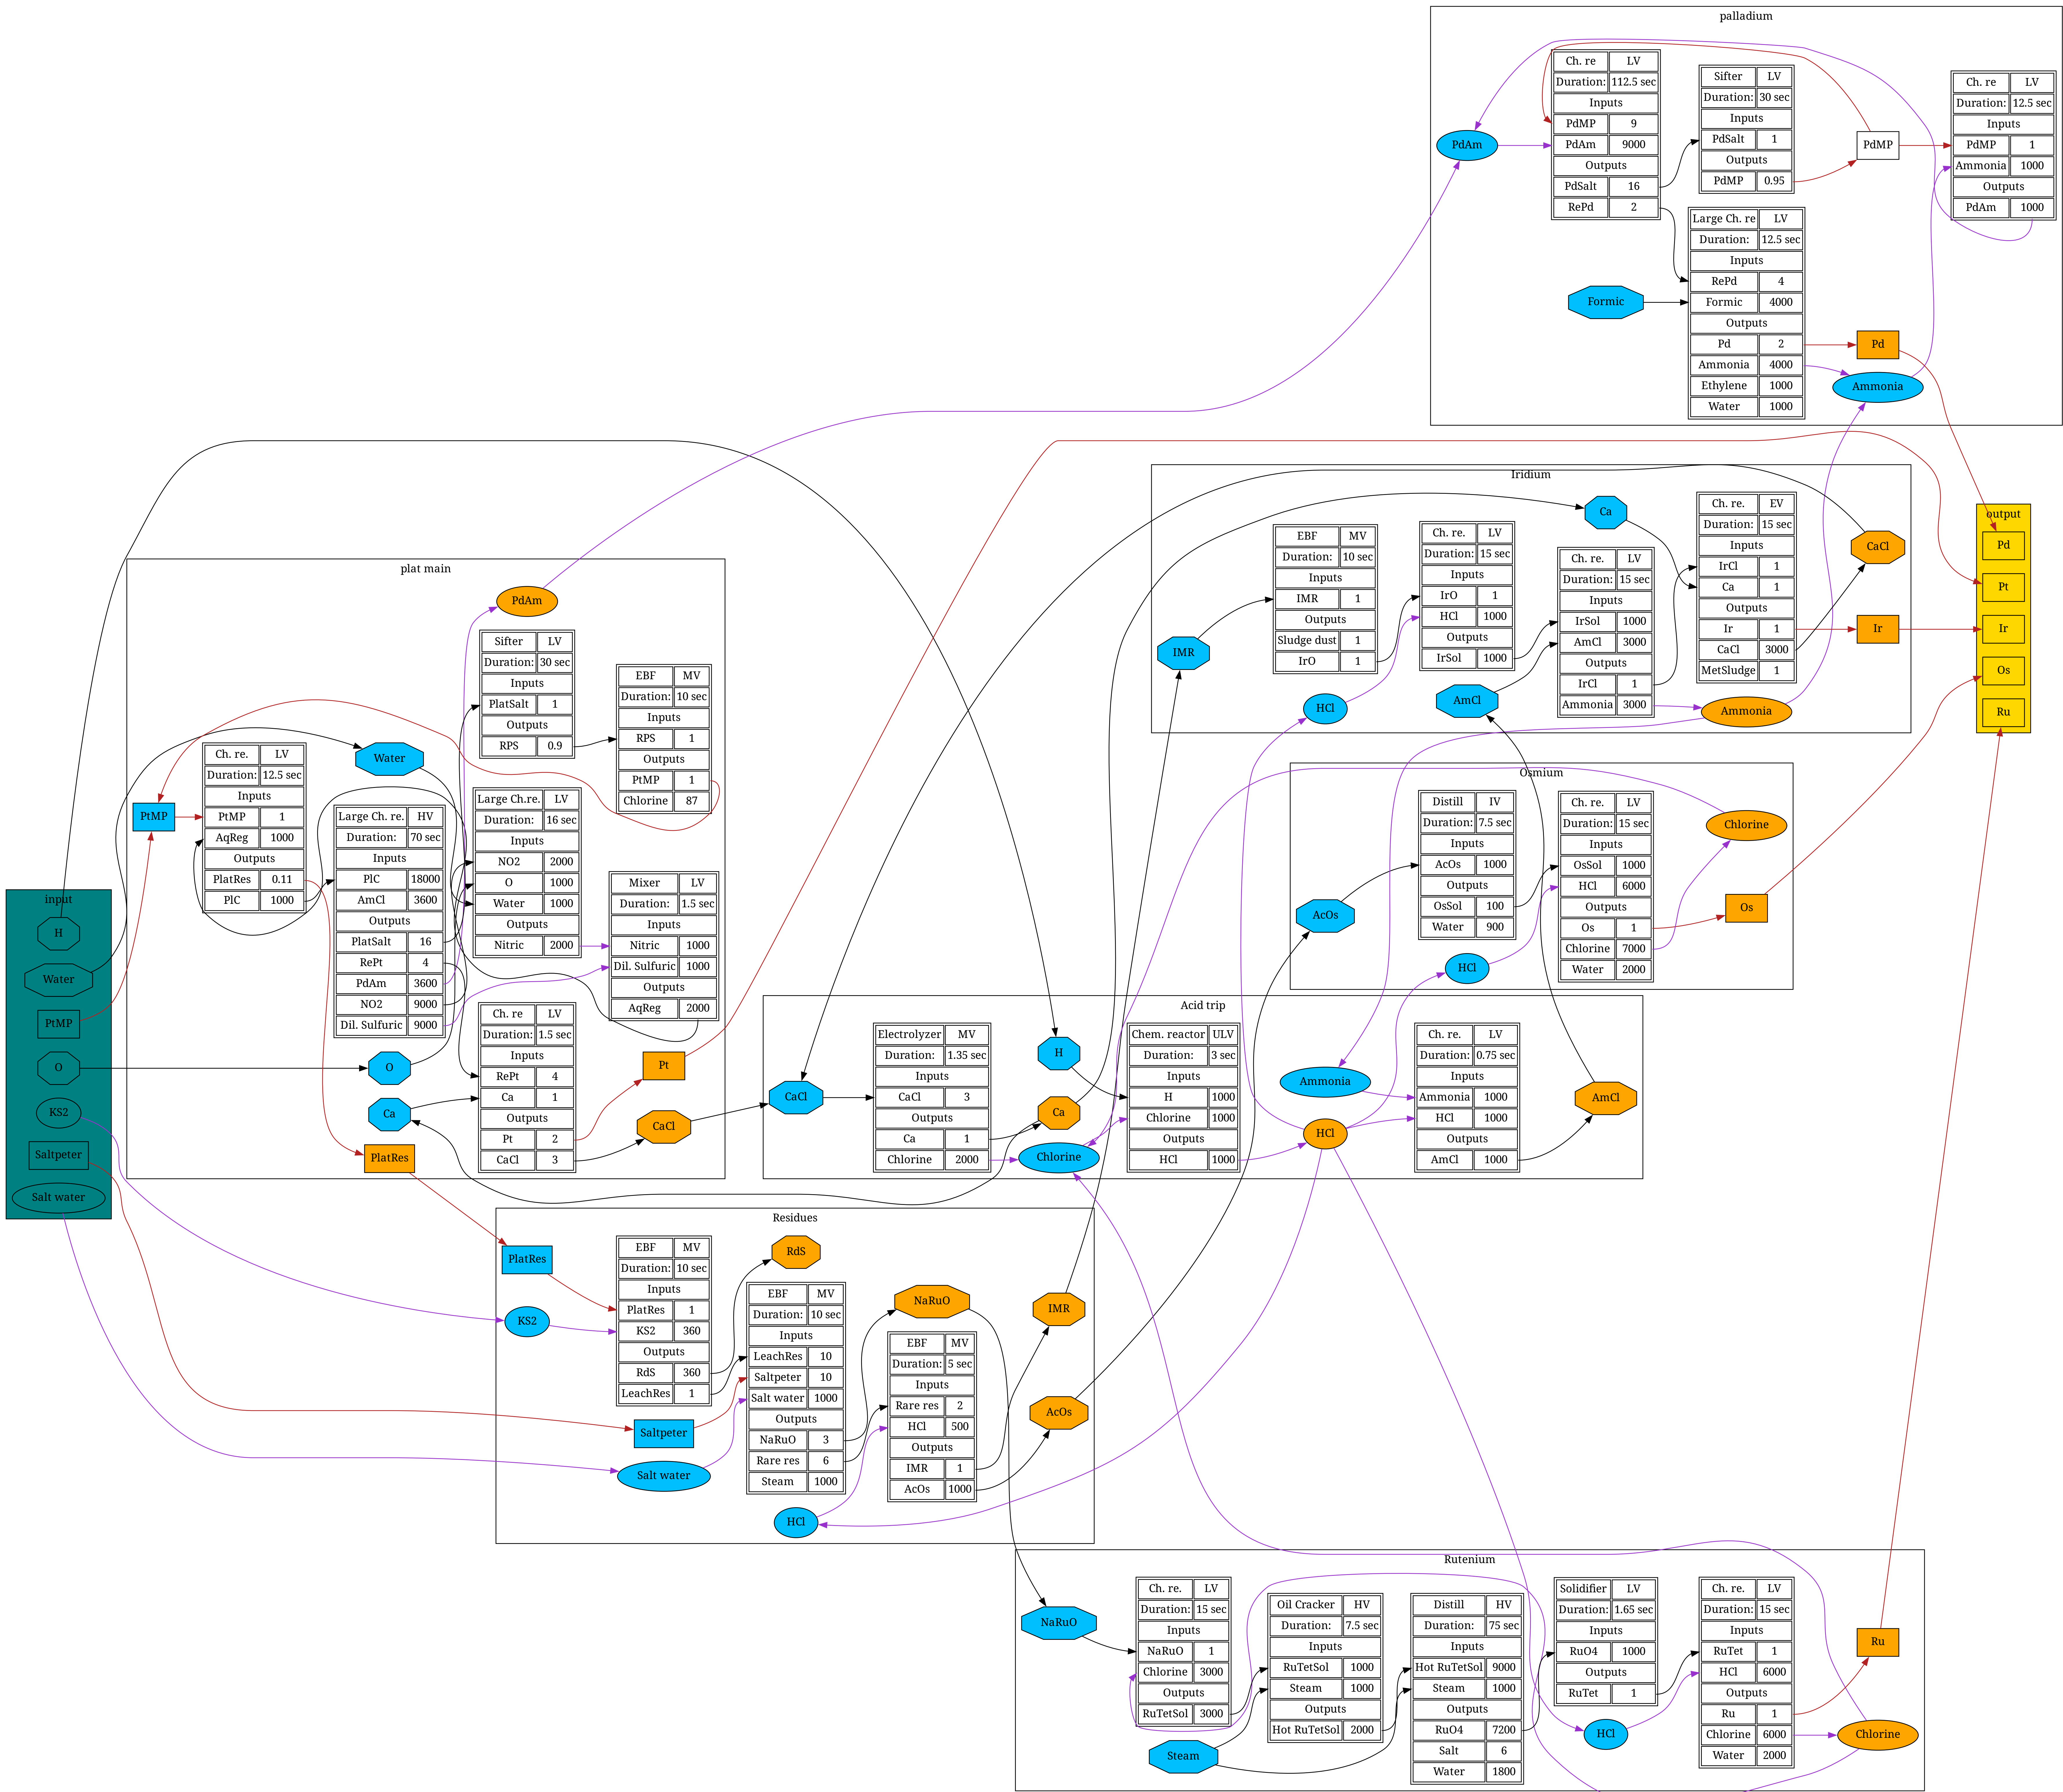 palladium
PdAm
Ch. re LV
Duration: 112.5 sec
Inputs
PdMP 9
PdAm 9000
Outputs
PdSalt 16
RePd 2
Sifter LV
Duration: 30 sec
Inputs
PdSalt 1
Outputs
PdMP 0.95
PdMP
Ch. re LV
Duration: 12.5 sec
Inputs
PdMP 1
Ammonia 1000
Outputs
PdAm 1000
Formic
Large Ch. re LV
Duration: 12.5 sec
Inputs
RePd 4
Formic 4000
Outputs
Pd 2
Ammonia 4000
Ethylene 1000
Water 1000
Pd
Ammonia
Iridium
IMR
EBF MV
Duration: 10 sec
Inputs
IMR 1
Outputs
Sludge dust 1
IrO 1
HCl
Ch. re. LV
Duration: 15 sec
Inputs
IrO 1
HCl 1000
Outputs
IrSol 1000
AmCl
Ca
Ch. re. LV
Duration: 15 sec
Inputs
IrSol 1000
AmCl 3000
Outputs
IrCl 1
Ammonia 3000
Ch. re. EV
Duration: 15 sec
Inputs
IrCl 1
Ca 1
Outputs
Ir 1
CaCl 3000
MetSludge 1
Ammonia
CaCl
Ir
output
Pd
Pt
Ir
Os
Ru
plat main
PdAm
PtMP
Ch. re. LV
Duration: 12.5 sec
Inputs
PtMP 1
AqReg 1000
Outputs
PlatRes 0.11
PlC 1000
Water
Large Ch. re. HV
Duration: 70 sec
Inputs
PlC 18000
AmCl 3600
Outputs
PlatSalt 16
RePt 4
PdAm 3600
NO2 9000
Dil. Sulfuric 9000
O
Ca
PlatRes
Sifter LV
Duration: 30 sec
Inputs
PlatSalt 1
Outputs
RPS 0.9
EBF MV
Duration: 10 sec
Inputs
RPS 1
Outputs
PtMP 1
Chlorine 87
Large Ch.re. LV
Duration: 16 sec
Inputs
NO2 2000
O 1000
Water 1000
Outputs
Nitric 2000
Mixer LV
Duration: 1.5 sec
Inputs
Nitric 1000
Dil. Sulfuric 1000
Outputs
AqReg 2000
Ch. re LV
Duration: 1.5 sec
Inputs
RePt 4
Ca 1
Outputs
Pt 2
CaCl 3
Pt
CaCl
input
H
Water
PtMP
O
KS2
Saltpeter
Salt water
Osmium
AcOs
Distill IV
Duration: 7.5 sec
Inputs
AcOs 1000
Outputs
OsSol 100
Water 900
HCl
Ch. re. LV
Duration: 15 sec
Inputs
OsSol 1000
HCl 6000
Outputs
Os 1
Chlorine 7000
Water 2000
Chlorine
Os
Acid trip
CaCl
Electrolyzer MV
Duration: 1.35 sec
Inputs
CaCl 3
Outputs
Ca 1
Chlorine 2000
H
Ca
Chlorine
Chem. reactor ULV
Duration: 3 sec
Inputs
H 1000
Chlorine 1000
Outputs
HCl 1000
Ammonia
HCl
Ch. re. LV
Duration: 0.75 sec
Inputs
Ammonia 1000
HCl 1000
Outputs
AmCl 1000
AmCl
Residues
PlatRes
KS2
EBF MV
Duration: 10 sec
Inputs
PlatRes 1
KS2 360
Outputs
RdS 360
LeachRes 1
Saltpeter
Salt water
RdS
EBF MV
Duration: 10 sec
Inputs
LeachRes 10
Saltpeter 10
Salt water 1000
Outputs
NaRuO 3
Rare res 6
Steam 1000
HCl
NaRuO
EBF MV
Duration: 5 sec
Inputs
Rare res 2
HCl 500
Outputs
IMR 1
AcOs 1000
IMR
AcOs
Rutenium
NaRuO
Ch. re. LV
Duration: 15 sec
Inputs
NaRuO 1
Chlorine 3000
Outputs
RuTetSol 3000
Steam
Oil Cracker HV
Duration: 7.5 sec
Inputs
RuTetSol 1000
Steam 1000
Outputs
Hot RuTetSol 2000
Distill HV
Duration: 75 sec
Inputs
Hot RuTetSol 9000
Steam 1000
Outputs
RuO4 7200
Salt 6
Water 1800
Solidifier LV
Duration: 1.65 sec
Inputs
RuO4 1000
Outputs
RuTet 1
HCl
Ch. re. LV
Duration: 15 sec
Inputs
RuTet 1
HCl 6000
Outputs
Ru 1
Chlorine 6000
Water 2000
Ru
Chlorine